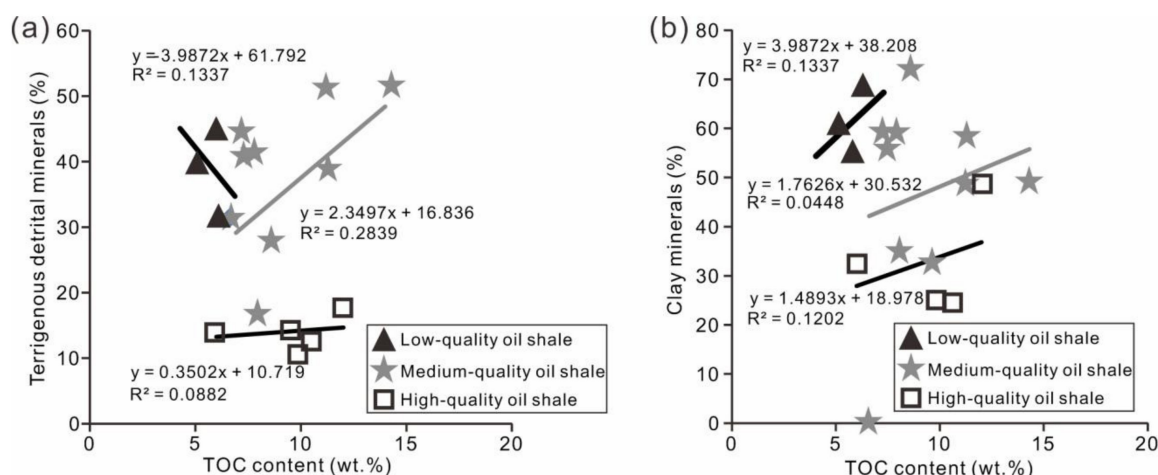 (a)
60
50
40
30
20
10
0
0
5
10
15
20
Terrigenous detrital minerals (%)
TOC content (wt.%)
y =-3.9872x + 61.792
R² = 0.1337
y = 2.3497x + 16.836
R² = 0.2839
y = 0.3502x + 10.719
R² = 0.0882
Low-quality oil shale
Medium-quality oil shale
High-quality oil shale
(b)
80
70
60
50
40
30
20
10
0
0
5
10
15
20
Clay minerals (%)
TOC content (wt.%)
y = 3.9872x + 38.208
R² = 0.1337
y = 1.7626x + 30.532
R² = 0.0448
y = 1.4893x + 18.978
R² = 0.1202
Low-quality oil shale
Medium-quality oil shale
High-quality oil shale